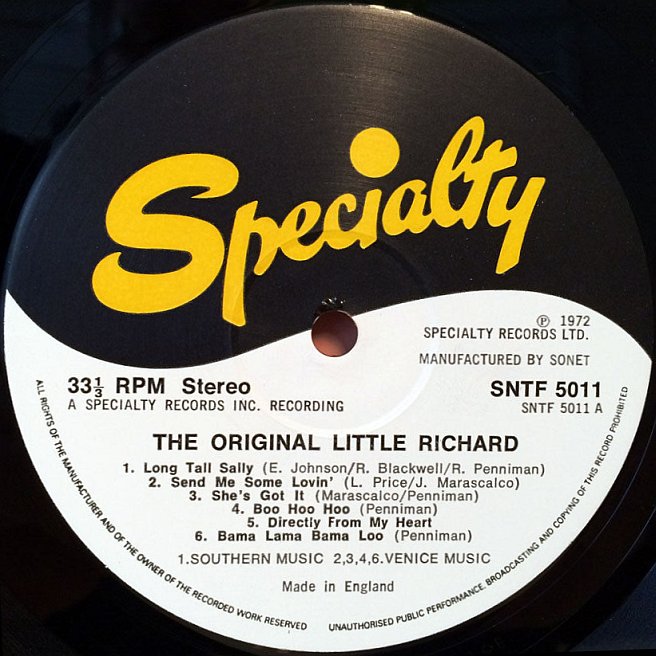 Specialty
℗ 1972
SPECIALTY RECORDS LTD.
MANUFACTURED BY SONET
33⅓ RPM Stereo
SNTF 5011
A SPECIALTY RECORDS INC. RECORDING
SNTF 5011 A
THE ORIGINAL LITTLE RICHARD
1. Long Tall Sally (E. Johnson/R. Blackwell/R. Penniman)
2. Send Me Some Lovin' (L. Price/J. Marascalco)
3. She's Got It (Marascalco/Penniman)
4. Boo Hoo Hoo (Penniman)
5. Directly From My Heart
6. Bama Lama Bama Loo (Penniman)
1.SOUTHERN MUSIC 2,3,4,6.VENICE MUSIC
Made in England
ALL RIGHTS OF THE MANUFACTURER AND OF THE OWNER OF THE RECORDED WORK RESERVED
UNAUTHORISED PUBLIC PERFORMANCE, BROADCASTING AND COPYING OF THIS RECORD PROHIBITED